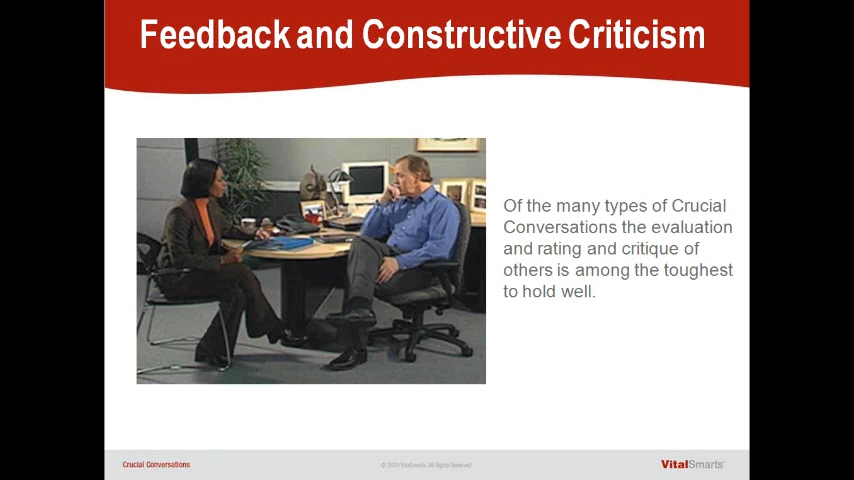 Feedback and Constructive Criticism
Of the many types of Crucial
Conversations the evaluation
and rating and critique of
others is among the toughest
to hold well.
Crucial Conversations
VitalSmarts